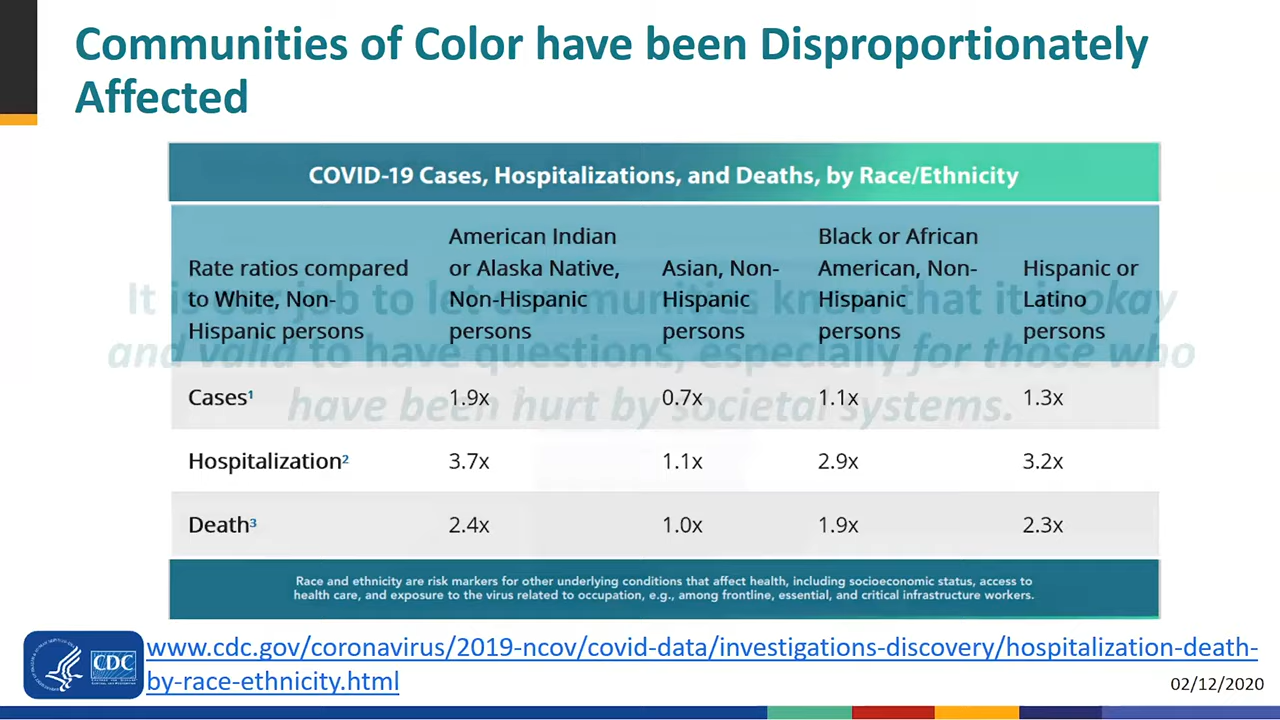 Communities of Color have been Disproportionately
Affected
COVID-19 Cases, Hospitalizations, and Deaths, by Race/Ethnicity
Rate ratios compared
to White, Non-
Hispanic persons
American Indian
or Alaska Native,
Non-Hispanic
persons
Asian, Non-
Hispanic
persons
Black or African
American, Non-
Hispanic
persons
Hispanic or
Latino
persons
It is our job to let communities know that it is okay
and valid to have questions, especially for those who
have been hurt by societal systems.
Cases¹ 1.9x 0.7x 1.1x 1.3x
Hospitalization² 3.7x 1.1x 2.9x 3.2x
Death³ 2.4x 1.0x 1.9x 2.3x
Race and ethnicity are risk markers for other underlying conditions that affect health, including socioeconomic status, access to
health care, and exposure to the virus related to occupation, e.g., among frontline, essential, and critical infrastructure workers.
CDC
www.cdc.gov/coronavirus/2019-ncov/covid-data/investigations-discovery/hospitalization-death-
by-race-ethnicity.html
02/12/2020